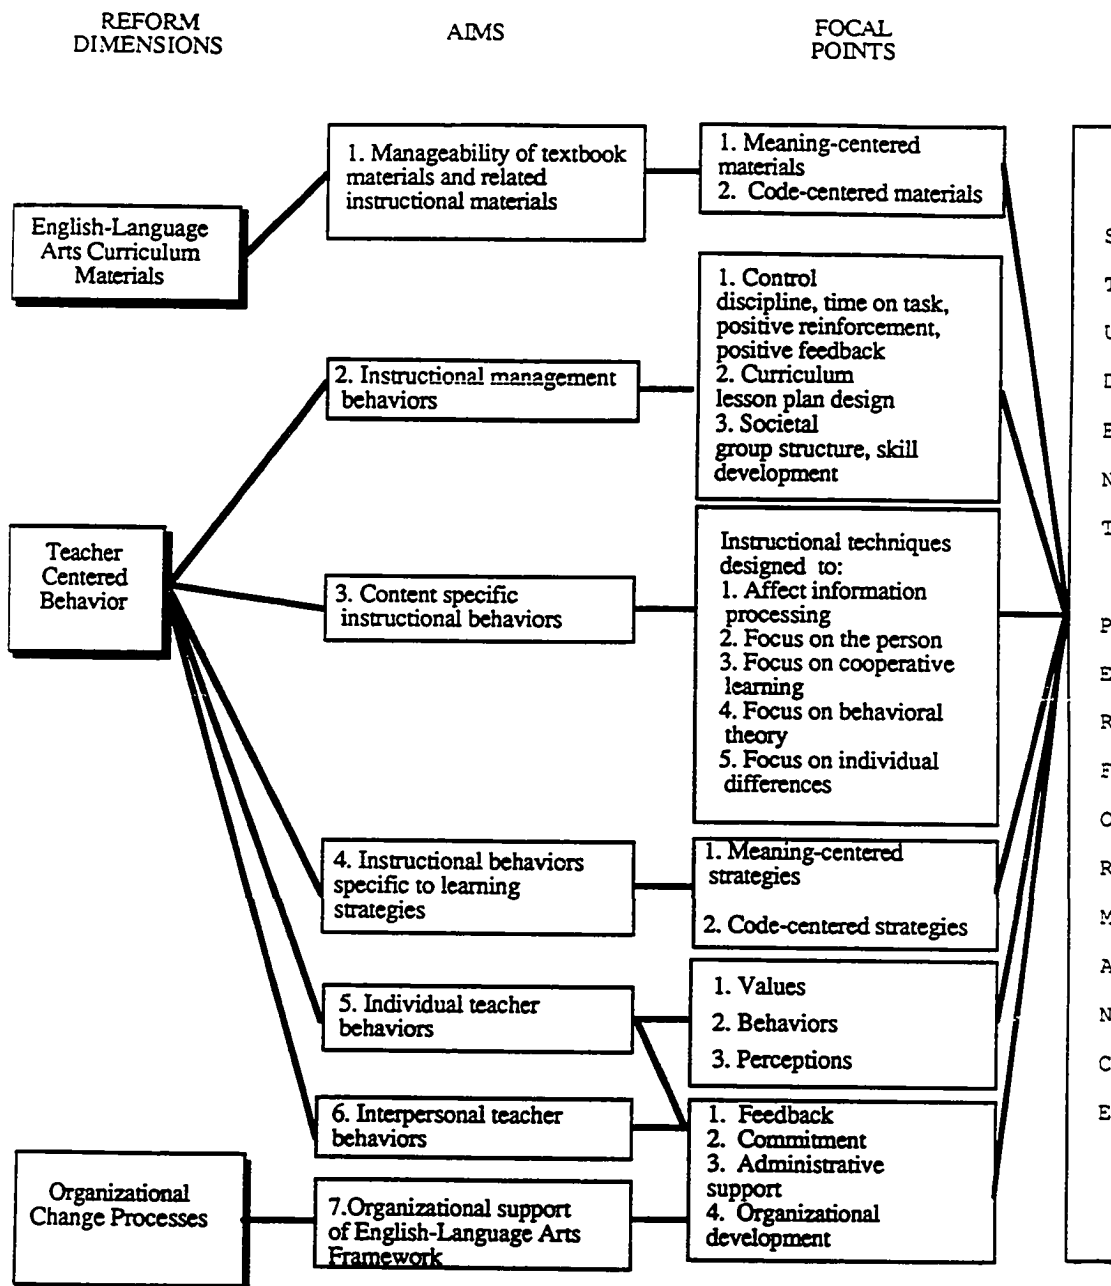 REFORM
DIMENSIONS
AIMS
FOCAL
POINTS
English-Language
Arts Curriculum
Materials
1. Manageability of textbook
materials and related
instructional materials
1. Meaning-centered
materials
2. Code-centered materials
Teacher
Centered
Behavior
2. Instructional management
behaviors
1. Control
discipline, time on task,
positive reinforcement,
positive feedback
2. Curriculum
lesson plan design
3. Societal
group structure, skill
development
3. Content specific
instructional behaviors
Instructional techniques
designed to:
1. Affect information
processing
2. Focus on the person
3. Focus on cooperative
learning
4. Focus on behavioral
theory
5. Focus on individual
differences
4. Instructional behaviors
specific to learning
strategies
1. Meaning-centered
strategies
2. Code-centered strategies
5. Individual teacher
behaviors
1. Values
2. Behaviors
3. Perceptions
6. Interpersonal teacher
behaviors
1. Feedback
2. Commitment
3. Administrative
support
4. Organizational
development
Organizational
Change Processes
7.Organizational support
of English-Language Arts
Framework
S
T
U
D
E
N
T
P
E
R
F
O
R
M
A
N
C
E